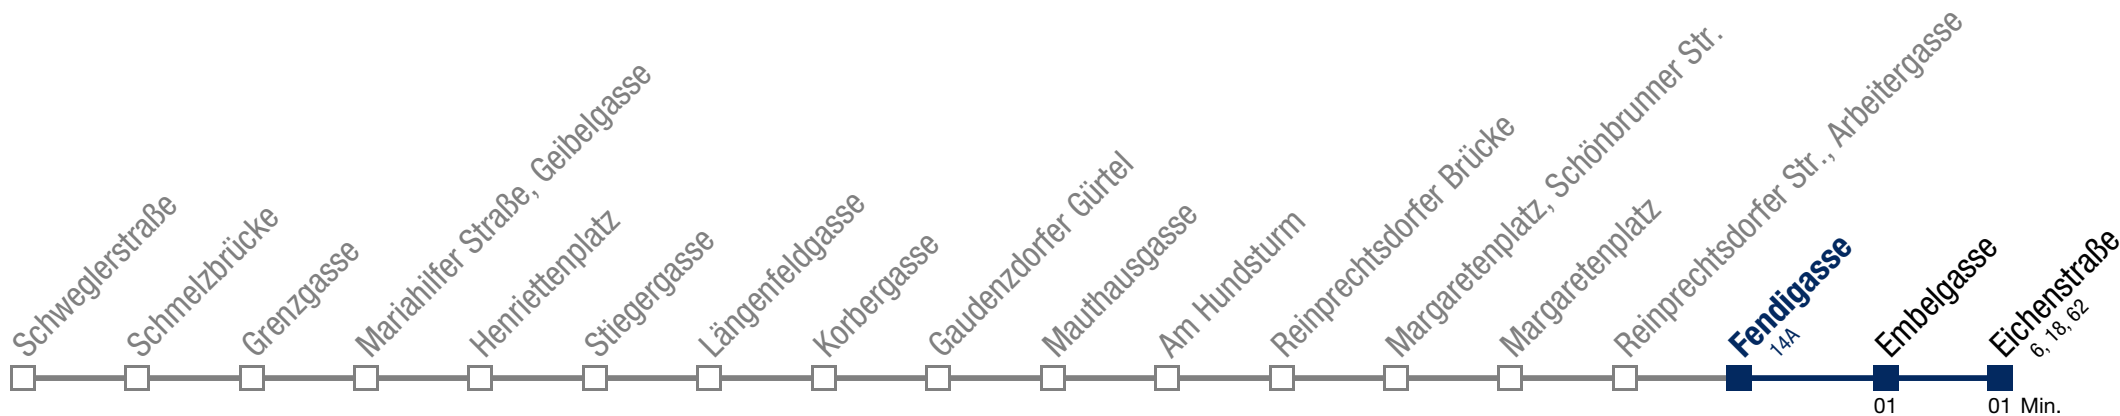 Schweglerstraße
Schmelzbrücke
Grenzgasse
Mariahilfer Straße, Geibelgasse
Henriettenplatz
Stiegergasse
Längenfeldgasse
Korbergasse
Gaudenzdorfer Gürtel
Mauthausgasse
Am Hundsturm
Reinprechtsdorfer Brücke
Margaretenplatz, Schönbrunner Str.
Margaretenplatz
Reinprechtsdorfer Str., Arbeitergasse
Fendigasse
14A
Embelgasse
Eichenstraße
6, 18, 62
01 01 Min.